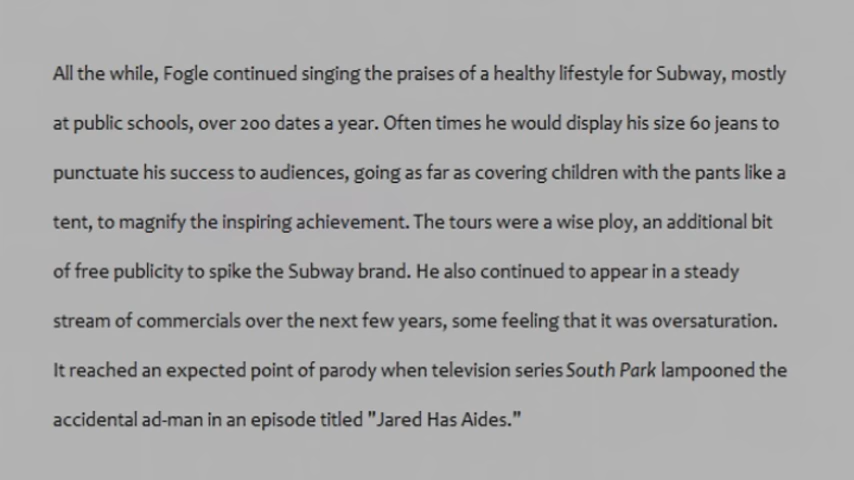 All the while, Fogle continued singing the praises of a healthy lifestyle for Subway, mostly
at public schools, over 200 dates a year. Often times he would display his size 60 jeans to
punctuate his success to audiences, going as far as covering children with the pants like a
tent, to magnify the inspiring achievement. The tours were a wise ploy, an additional bit
of free publicity to spike the Subway brand. He also continued to appear in a steady
stream of commercials over the next few years, some feeling that it was oversaturation.
It reached an expected point of parody when television series South Park lampooned the
accidental ad-man in an episode titled "Jared Has Aides."